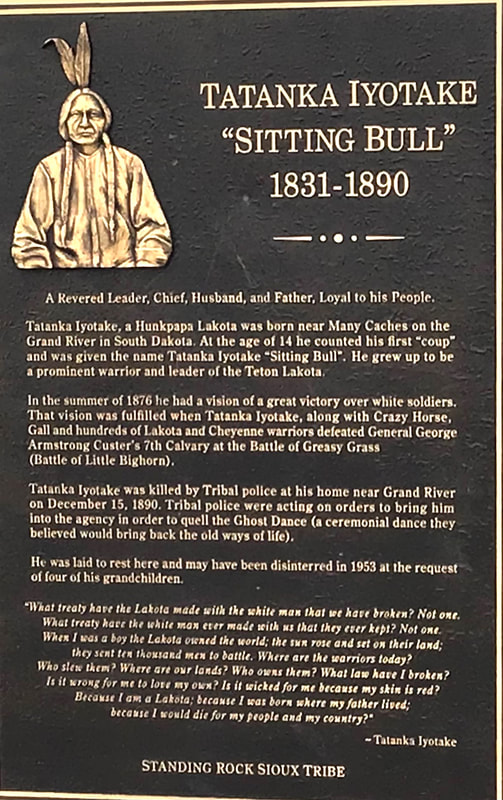 TATANKA IYOTAKE
"SITTING BULL"
1831-1890
A Revered Leader, Chief, Husband, and Father, Loyal to his People.
Tatanka Iyotake, a Hunkpapa Lakota was born near Many Caches on the
Grand River in South Dakota. At the age of 14 he counted his first "coup"
and was given the name Tatanka Iyotake "Sitting Bull". He grew up to be
a prominent warrior and leader of the Teton Lakota.
In the summer of 1876 he had a vision of a great victory over white soldiers.
That vision was fulfilled when Tatanka Iyotake, along with Crazy Horse,
Gall and hundreds of Lakota and Cheyenne warriors defeated General George
Armstrong Custer's 7th Calvary at the Battle of Greasy Grass
(Battle of Little Bighorn).
Tatanka Iyotake was killed by Tribal police at his home near Grand River
on December 15, 1890. Tribal police were acting on orders to bring him
into the agency in order to quell the Ghost Dance (a ceremonial dance they
believed would bring back the old ways of life).
He was laid to rest here and may have been disinterred in 1953 at the request
of four of his grandchildren.
"What treaty have the Lakota made with the white man that we have broken? Not one.
What treaty have the white man ever made with us that they ever kept? Not one.
When I was a boy the Lakota owned the world; the sun rose and set on their land;
they sent ten thousand men to battle. Where are the warriors today?
Who slew them? Where are our lands? Who owns them? What law have I broken?
Is it wrong for me to love my own? Is it wicked for me because my skin is red?
Because I am a Lakota; because I was born where my father lived;
because I would die for my people and my country?"
~ Tatanka Iyotake
STANDING ROCK SIOUX TRIBE